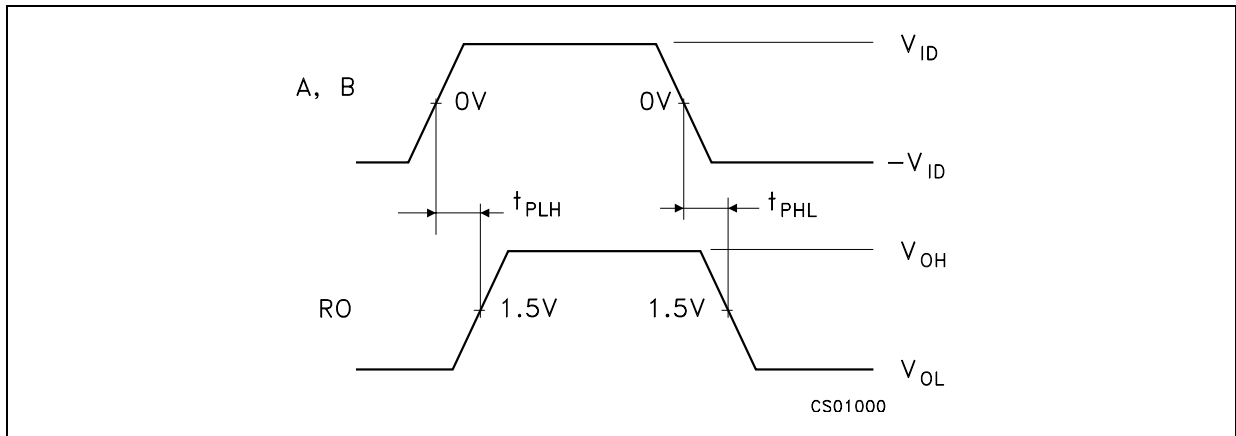 V_ID
A, B 0V 0V
-V_ID
t_PLH t_PHL
V_OH
RO 1.5V 1.5V
V_OL
CS01000